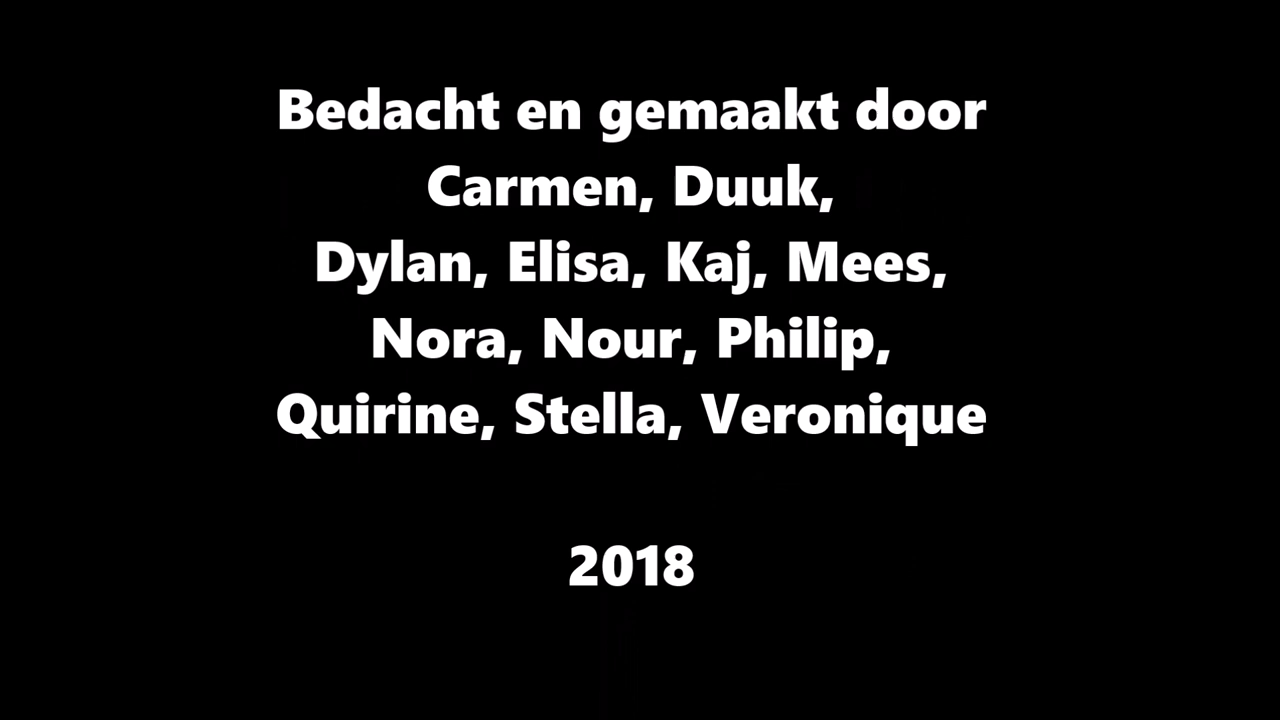 Bedacht en gemaakt door
Carmen, Duuk,
Dylan, Elisa, Kaj, Mees,
Nora, Nour, Philip,
Quirine, Stella, Veronique
2018